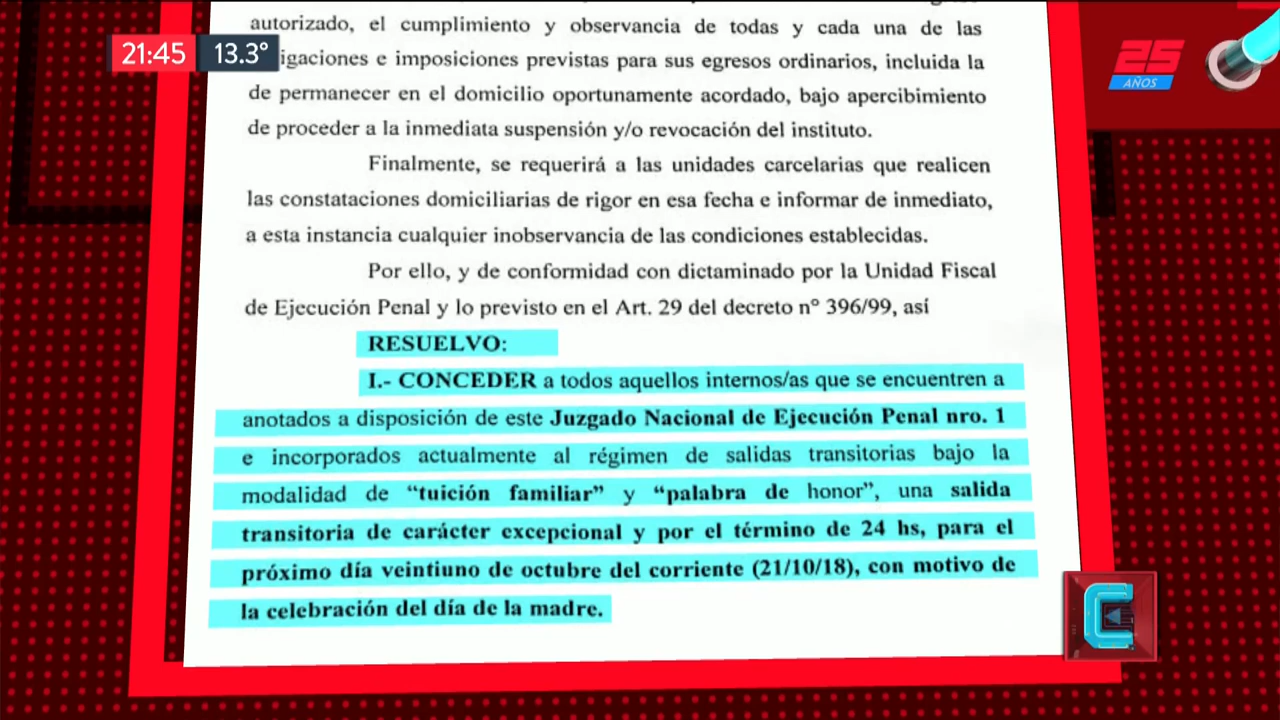 autorizado, el cumplimiento y observancia de todas y cada una de las
21:45 13.3°
igaciones e imposiciones previstas para sus egresos ordinarios, incluida la
25
AÑOS
de permanecer en el domicilio oportunamente acordado, bajo apercibimiento
de proceder a la inmediata suspensión y/o revocación del instituto.
Finalmente, se requerirá a las unidades carcelarias que realicen
las constataciones domiciliarias de rigor en esa fecha e informar de inmediato,
a esta instancia cualquier inobservancia de las condiciones establecidas.
Por ello, y de conformidad con dictaminado por la Unidad Fiscal
de Ejecución Penal y lo previsto en el Art. 29 del decreto n° 396/99, así
RESUELVO:
I.- CONCEDER a todos aquellos internos/as que se encuentren a
anotados a disposición de este Juzgado Nacional de Ejecución Penal nro. 1
e incorporados actualmente al régimen de salidas transitorias bajo la
modalidad de “tuición familiar” y “palabra de honor”, una salida
transitoria de carácter excepcional y por el término de 24 hs, para el
próximo día veintiuno de octubre del corriente (21/10/18), con motivo de
la celebración del día de la madre.
C